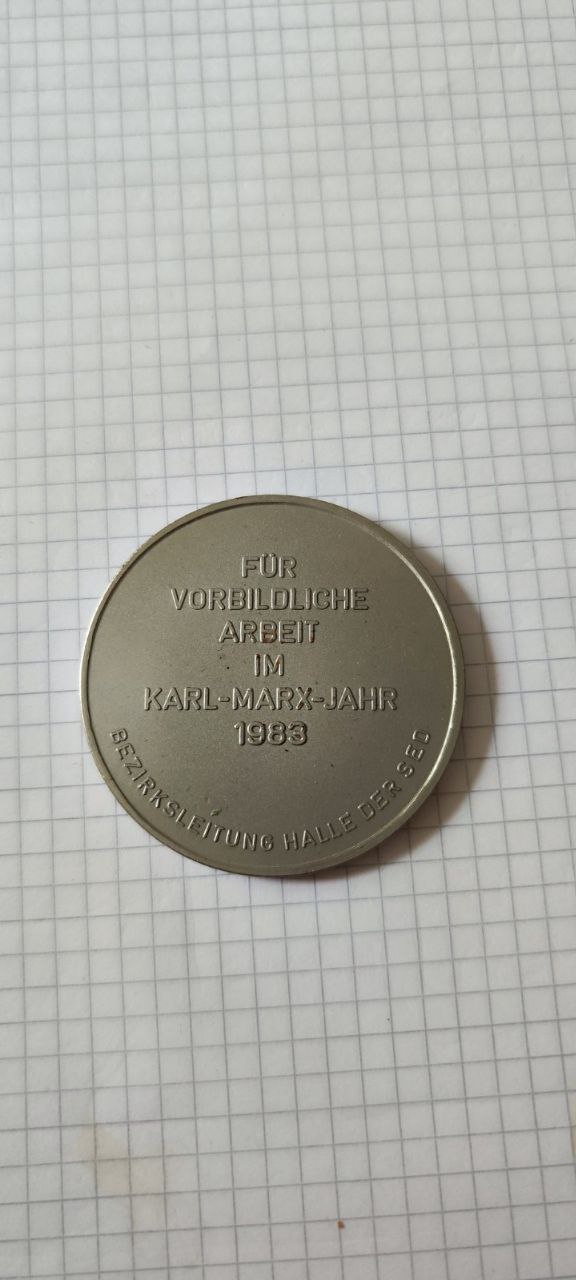 FÜR
VORBILDLICHE
ARBEIT
IM
KARL-MARX-JAHR
1983
BEZIRKSLEITUNG HALLE DER SED